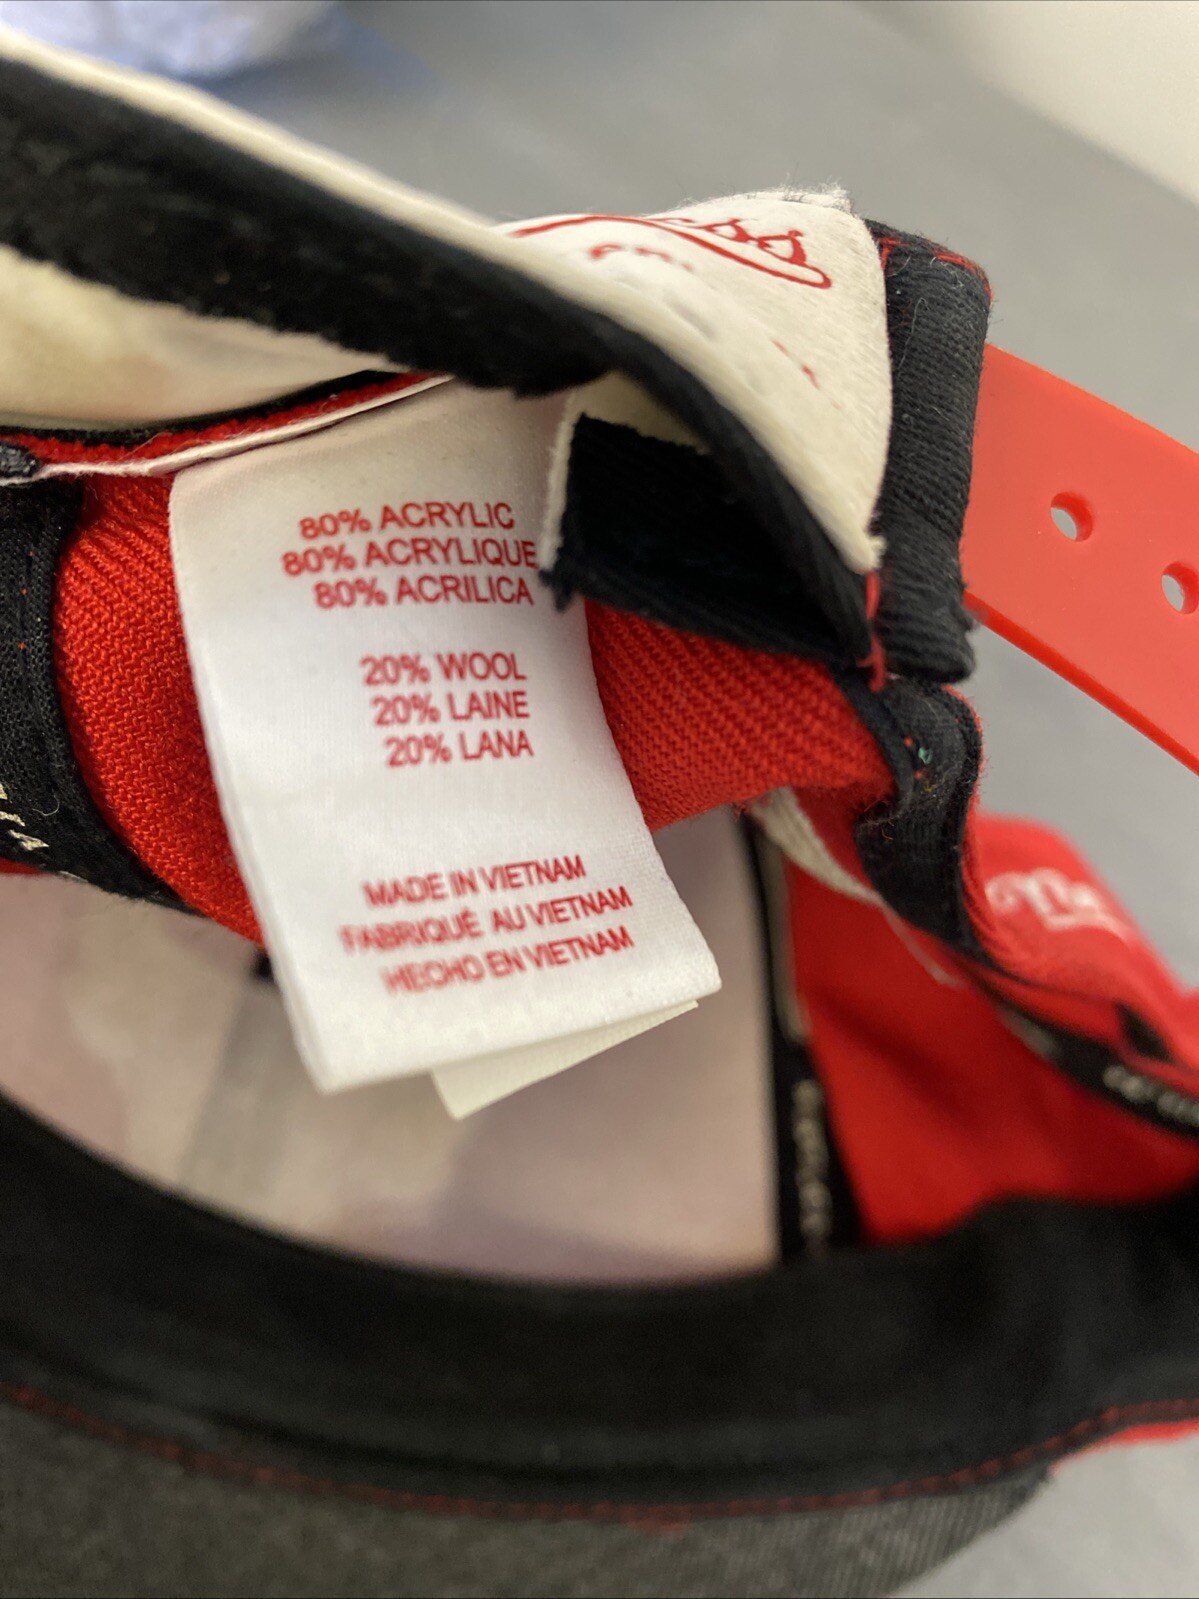 80% ACRYLIC
80% ACRYLIQUE
80% ACRILICA
20% WOOL
20% LAINE
20% LANA
MADE IN VIETNAM
FABRIQUÉ AU VIETNAM
HECHO EN VIETNAM